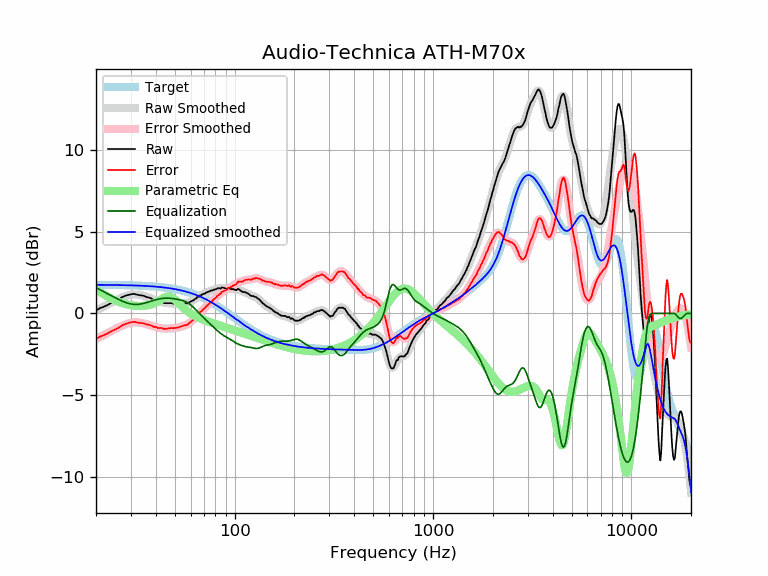 Audio-Technica ATH-M70x
Target
Raw Smoothed
Error Smoothed
Raw
Error
Parametric Eq
Equalization
Equalized smoothed
Amplitude (dBr)
10
5
0
−5
−10
100
1000
10000
Frequency (Hz)